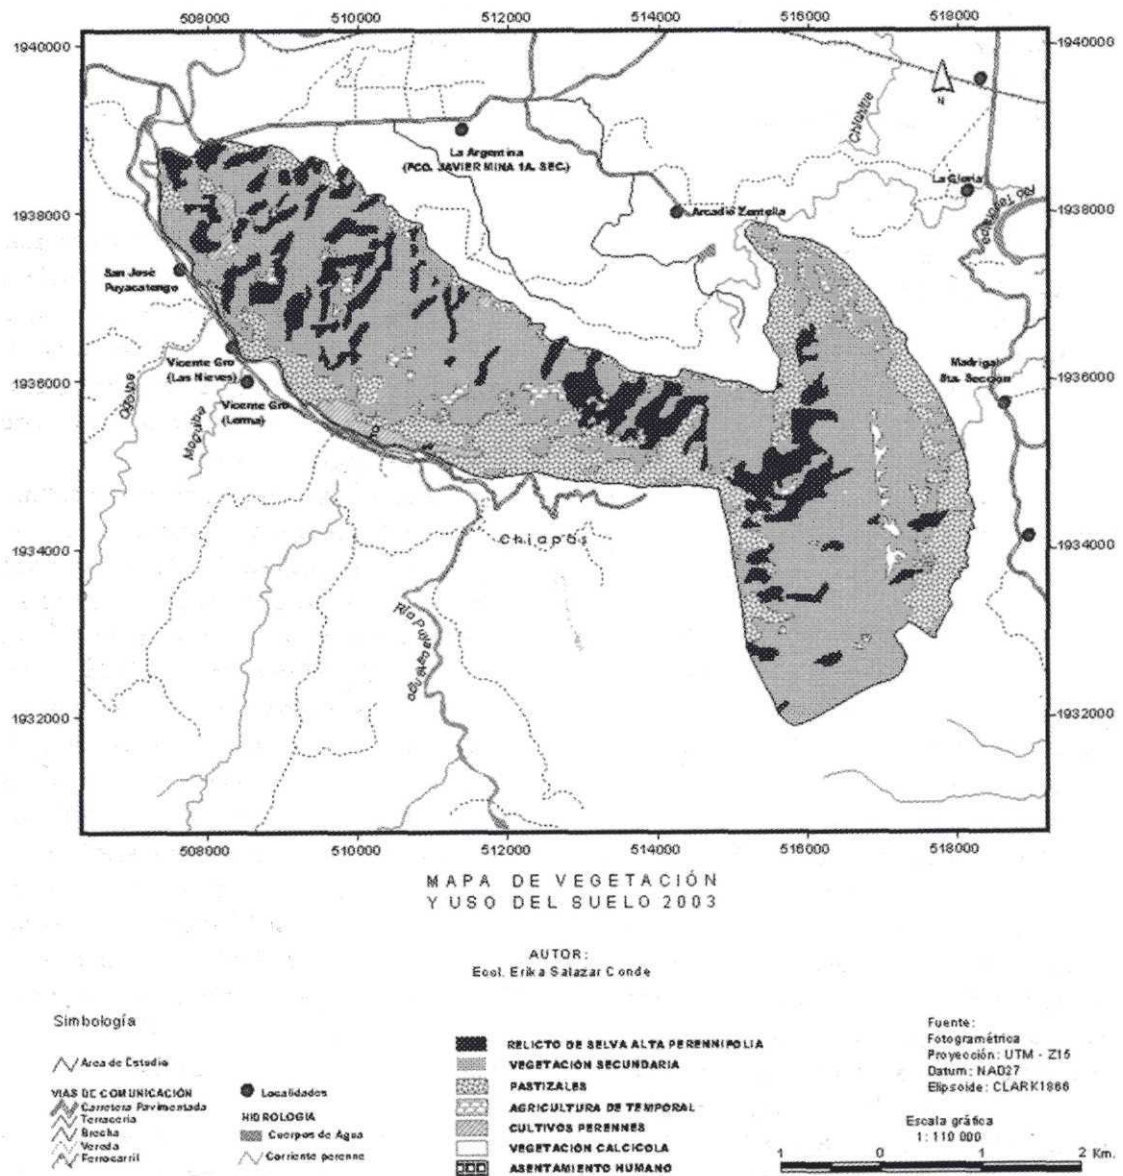 508000 510000 512000 514000 516000 518000
1940000 1940000
Chiquitite
La Argentina
(FCO. JAVIER MINA 1A. SEC.)
La Gloria
1938000 Arcadio Zentella 1938000
San José
Puyacatengo
Vicente Gro
(Las Nieves)
Madrigal
5ta. Sección
1936000 1936000
Vicente Gro
(Lerma)
Chiapas
1934000 1934000
Río Puyacatengo
1932000 1932000
508000 510000 512000 514000 516000 518000
MAPA DE VEGETACIÓN
Y USO DEL SUELO 2003
AUTOR:
Ecol. Erika Salazar Conde
Simbología
Area de Estudio
VIAS DE COMUNICACIÓN
Carretera Pavimentada
Terracería
Brecha
Vereda
Ferrocarril
Localidades
HIDROLOGIA
Cuerpos de Agua
Corriente perenne
RELICTO DE SELVA ALTA PERENNIFOLIA
VEGETACIÓN SECUNDARIA
PASTIZALES
AGRICULTURA DE TEMPORAL
CULTIVOS PERENNES
VEGETACIÓN CALCICOLA
ASENTAMIENTO HUMANO
Fuente:
Fotogramétrica
Proyección: UTM - Z15
Datum: NAD27
Elipsoide: CLARK1866
Escala gráfica
1: 110 000
1 0 1 2 Km.
N